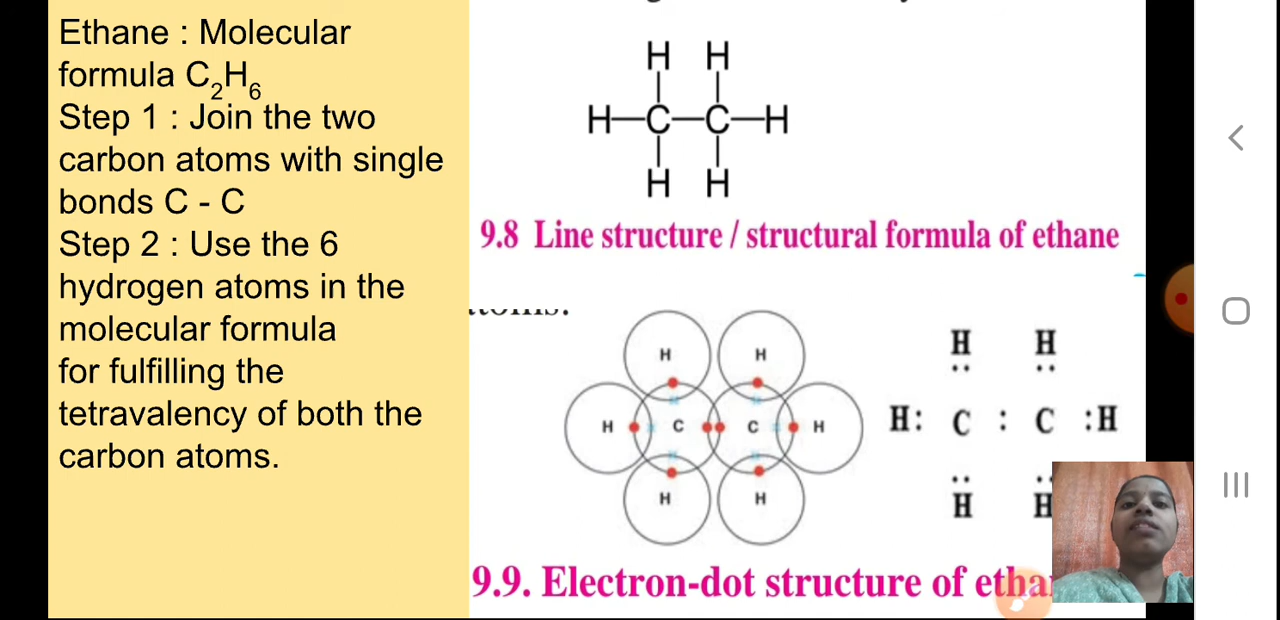 Ethane : Molecular
formula C₂H₆
Step 1 : Join the two
carbon atoms with single
bonds C - C
Step 2 : Use the 6
hydrogen atoms in the
molecular formula
for fulfilling the
tetravalency of both the
carbon atoms.
H H
H—C—C—H
H H
9.8 Line structure / structural formula of ethane
H H
H C C H
H H
H H
H: C : C :H
H H
9.9. Electron-dot structure of